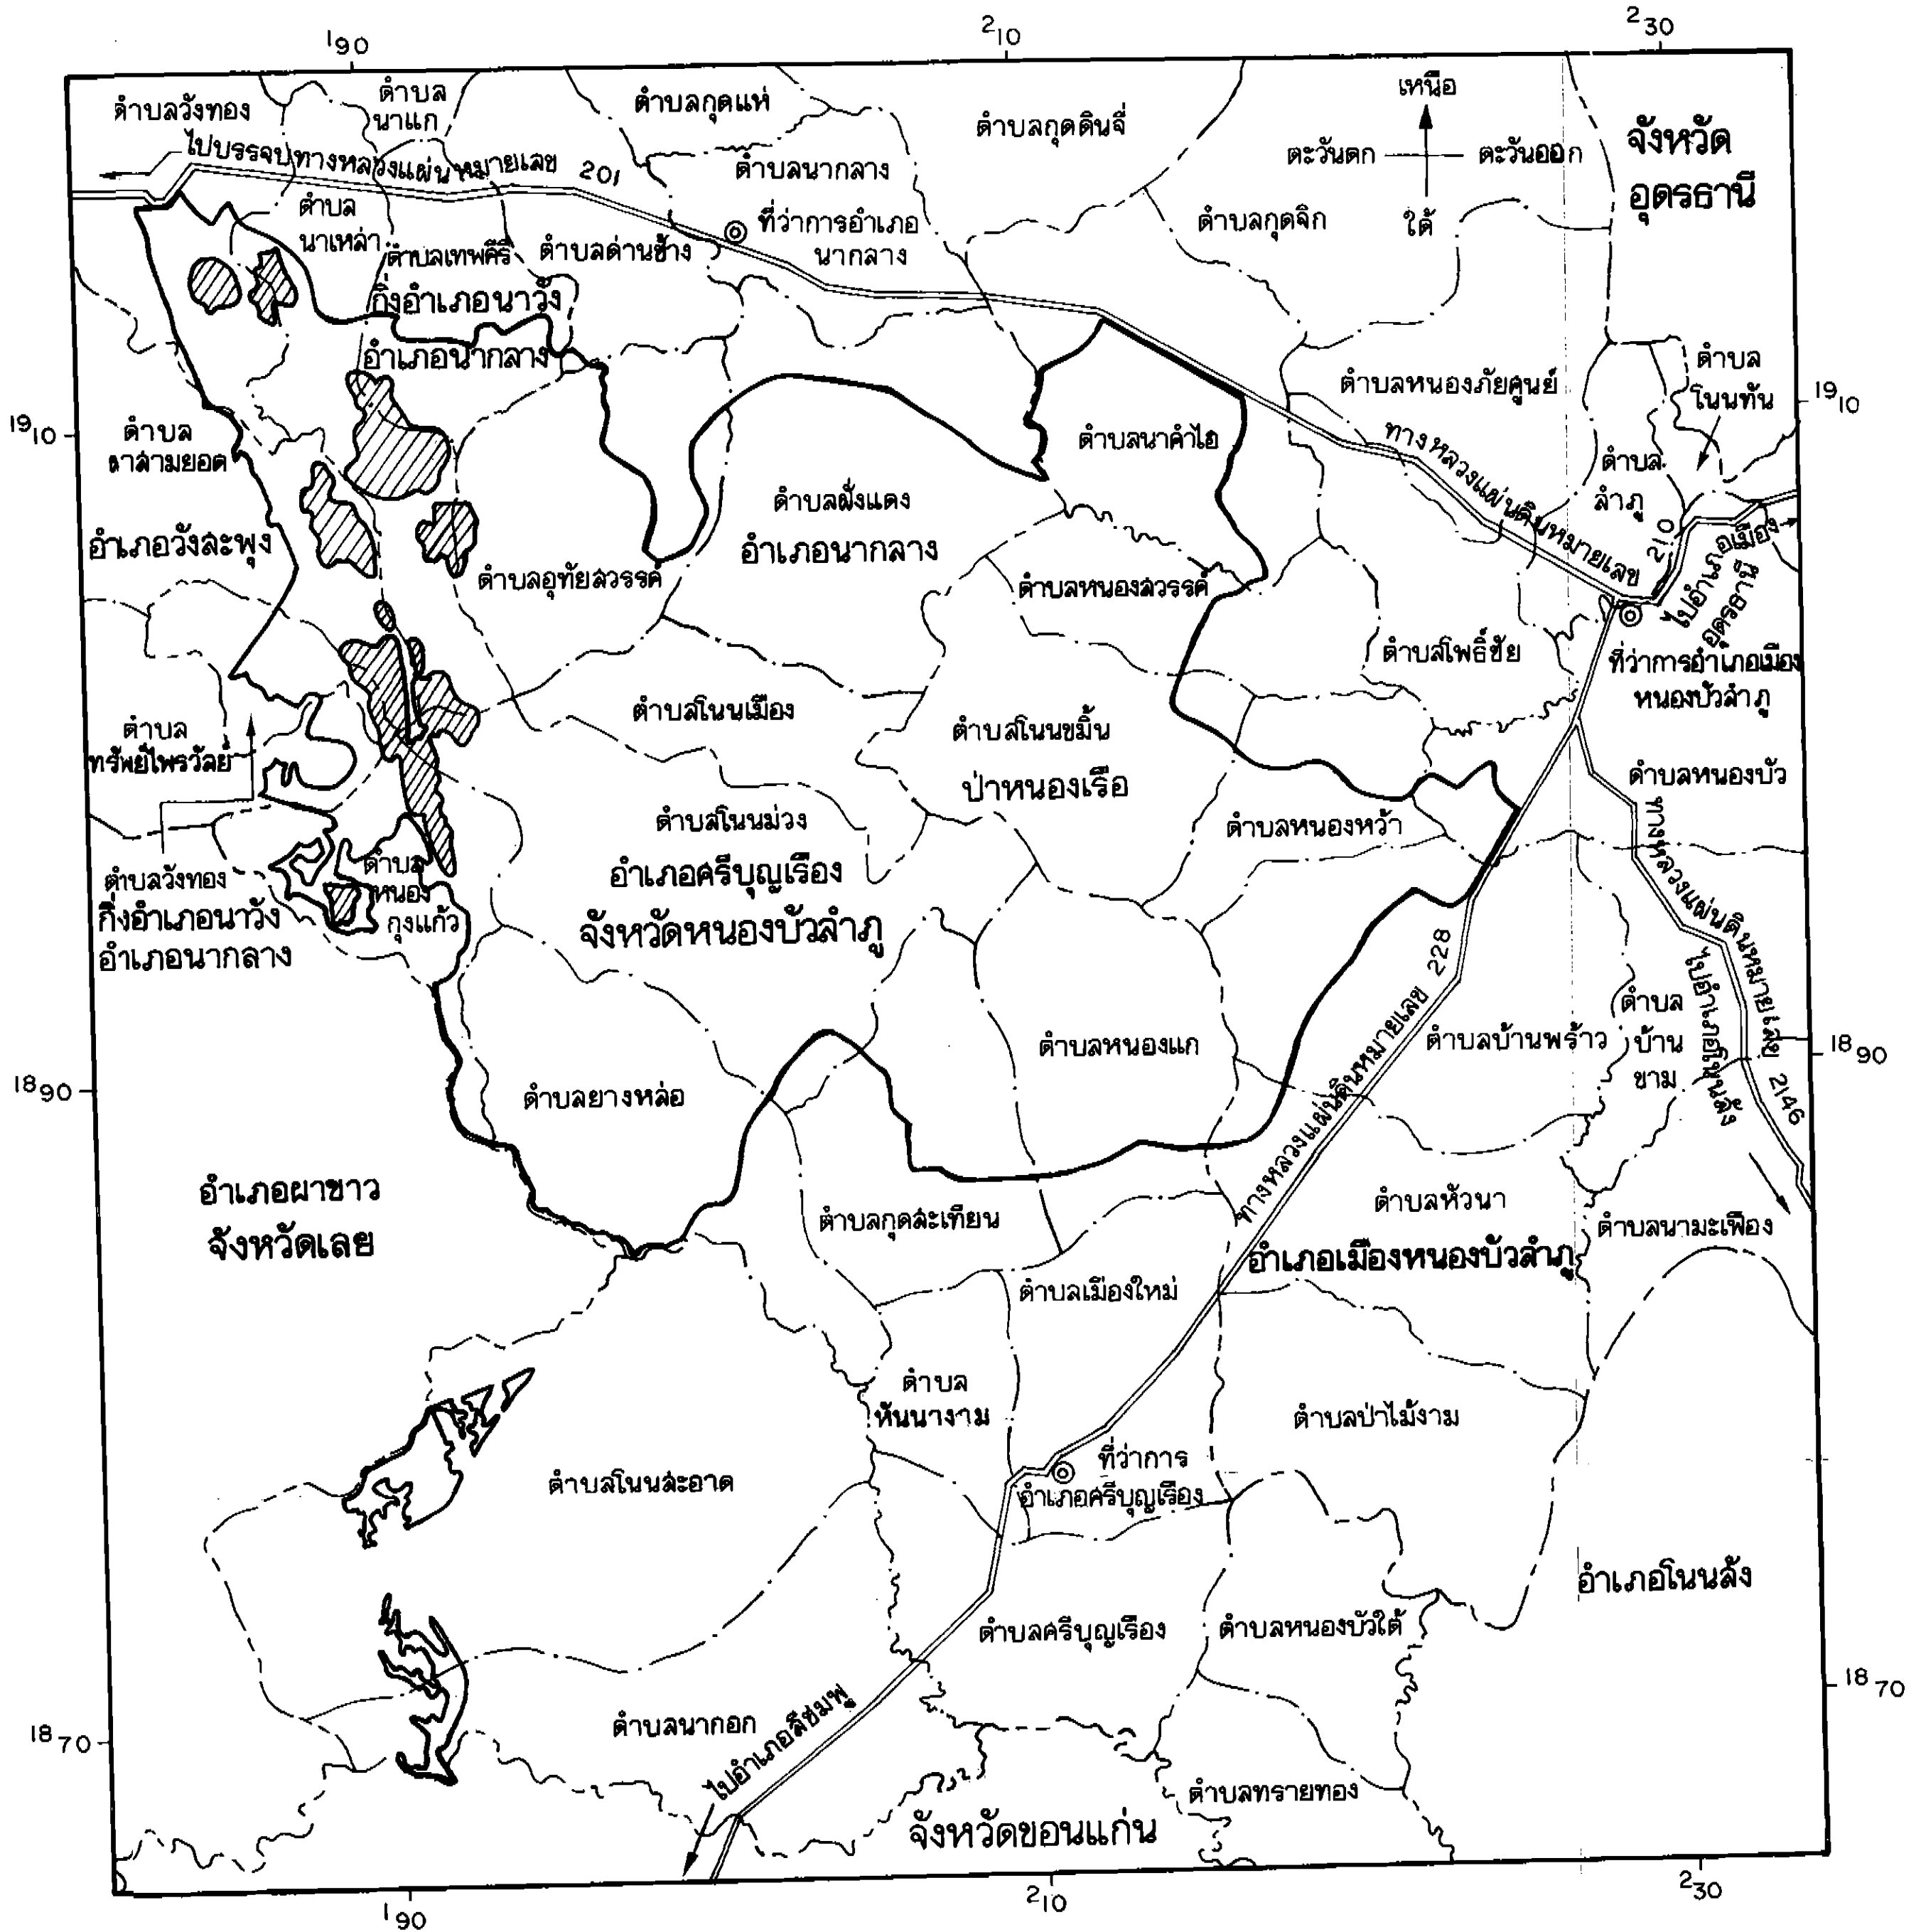 190
210
230
ตำบลวังทอง
ตำบล
นาแก
ตำบลกุดแห่
ตำบลกุดดินจี่
เหนือ
ตะวันตก
ตะวันออก
ใต้
จังหวัด
อุดรธานี
ไปบรรจบทางหลวงแผ่นหมายเลข 201
ตำบลนากลาง
ตำบล
นาเหล่า
ตำบลเทพคีรี
ตำบลด่านช้าง
ที่ว่าการอำเภอ
นากลาง
ตำบลกุดจิก
กิ่งอำเภอนาวัง
อำเภอนากลาง
ตำบลหนองภัยศูนย์
ตำบล
โนนทัน
1910
1910
ตำบล
ผาสามยอด
ตำบลนาคำไฮ
ทางหลวงแผ่นดินหมายเลข 210
ตำบล
ลำภู
ตำบลฝั่งแดง
อำเภอนากลาง
อำเภอวังสะพุง
ตำบลอุทัยสวรรค์
ตำบลหนองสวรรค์
ไปอำเภอเมือง
อุดรธานี
ตำบลโพธิ์ชัย
ที่ว่าการอำเภอเมือง
หนองบัวลำภู
ตำบลโนนเมือง
ตำบลโนนขมิ้น
ป่าหนองเรือ
ตำบล
ทรัพย์ไพรวัลย์
ตำบลหนองบัว
ตำบลโนนม่วง
ตำบลหนองหว้า
อำเภอศรีบุญเรือง
จังหวัดหนองบัวลำภู
ตำบลวังทอง
กิ่งอำเภอนาวัง
อำเภอนากลาง
ตำบล
หนอง
กุงแก้ว
ทางหลวงแผ่นดินหมายเลข 2146
ไปอำเภอโนนสัง
ทางหลวงแผ่นดินหมายเลข 228
ตำบล
บ้าน
ขาม
ตำบลหนองแก
ตำบลบ้านพร้าว
1890
1890
ตำบลยางหล่อ
อำเภอผาขาว
จังหวัดเลย
ตำบลกุดสะเทียน
ตำบลหัวนา
ตำบลนามะเฟือง
อำเภอเมืองหนองบัวลำภู
ตำบลเมืองใหม่
ตำบล
หันนางาม
ตำบลป่าไม้งาม
ที่ว่าการ
อำเภอศรีบุญเรือง
ตำบลโนนสะอาด
อำเภอโนนสัง
ตำบลศรีบุญเรือง
ตำบลหนองบัวใต้
1870
1870
ตำบลนากอก
ไปอำเภอสีชมพู
ตำบลทรายทอง
จังหวัดขอนแก่น
190
210
230